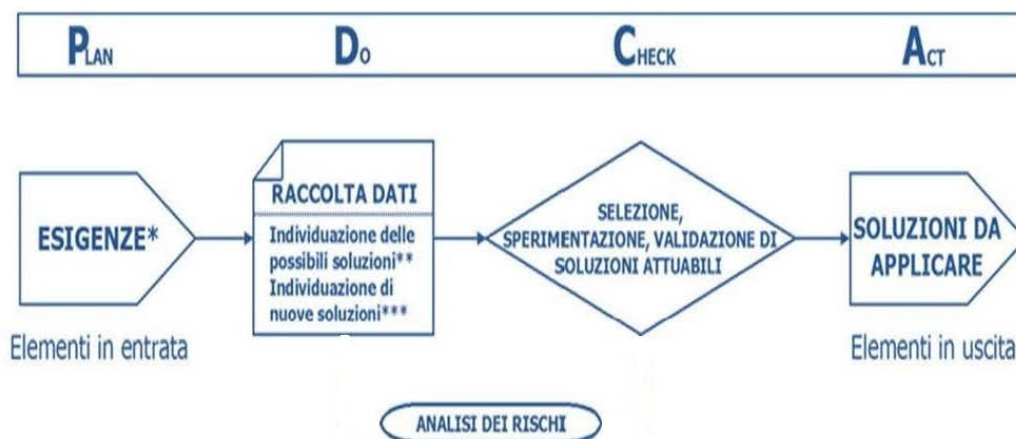 PLAN DO CHECK ACT
ESIGENZE*
Elementi in entrata
RACCOLTA DATI
Individuazione delle
possibili soluzioni**
Individuazione di
nuove soluzioni***
SELEZIONE,
SPERIMENTAZIONE, VALIDAZIONE DI
SOLUZIONI ATTUABILI
SOLUZIONI DA
APPLICARE
Elementi in uscita
ANALISI DEI RISCHI